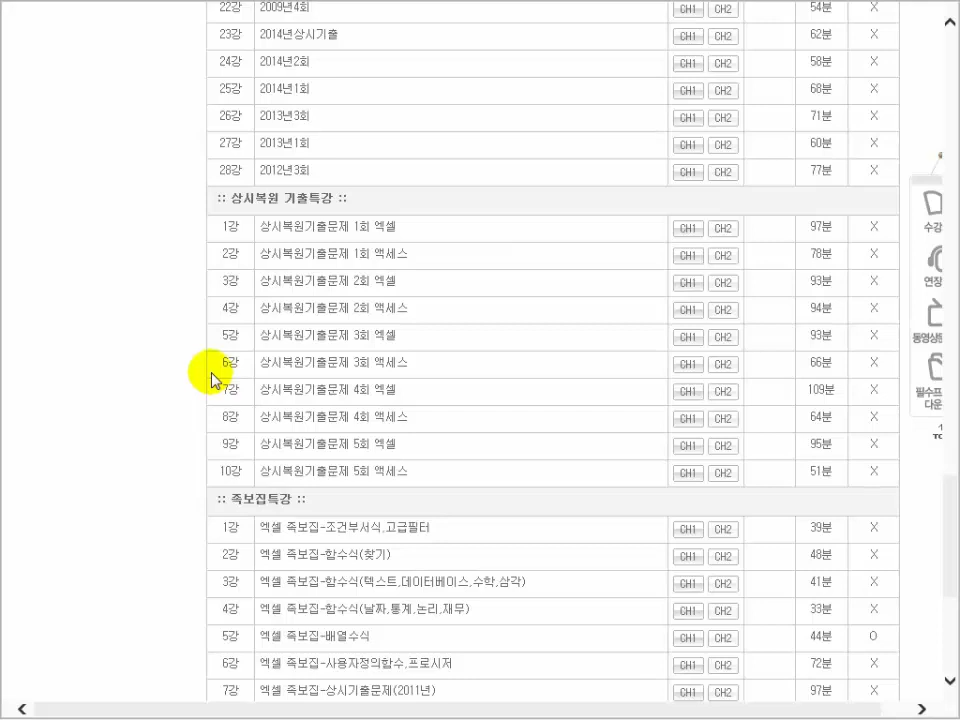 22강 2009년4회 CH1 CH2 54분 X
23강 2014년상시기출 CH1 CH2 62분 X
24강 2014년2회 CH1 CH2 58분 X
25강 2014년1회 CH1 CH2 68분 X
26강 2013년3회 CH1 CH2 71분 X
27강 2013년1회 CH1 CH2 60분 X
28강 2012년3회 CH1 CH2 77분 X
:: 상시복원 기출특강 ::
1강 상시복원기출문제 1회 엑셀 CH1 CH2 97분 X
2강 상시복원기출문제 1회 액세스 CH1 CH2 78분 X
3강 상시복원기출문제 2회 엑셀 CH1 CH2 93분 X
4강 상시복원기출문제 2회 액세스 CH1 CH2 94분 X
5강 상시복원기출문제 3회 엑셀 CH1 CH2 93분 X
6강 상시복원기출문제 3회 액세스 CH1 CH2 66분 X
7강 상시복원기출문제 4회 엑셀 CH1 CH2 109분 X
8강 상시복원기출문제 4회 액세스 CH1 CH2 64분 X
9강 상시복원기출문제 5회 엑셀 CH1 CH2 95분 X
10강 상시복원기출문제 5회 액세스 CH1 CH2 51분 X
:: 족보집특강 ::
1강 엑셀 족보집-조건부서식,고급필터 CH1 CH2 39분 X
2강 엑셀 족보집-함수식(찾기) CH1 CH2 48분 X
3강 엑셀 족보집-함수식(텍스트,데이터베이스,수학,삼각) CH1 CH2 41분 X
4강 엑셀 족보집-함수식(날짜,통계,논리,재무) CH1 CH2 33분 X
5강 엑셀 족보집-배열수식 CH1 CH2 44분 O
6강 엑셀 족보집-사용자정의함수,프로시저 CH1 CH2 72분 X
7강 엑셀 족보집-상시기출문제(2011년) CH1 CH2 97분 X
수강
연장
동영상
필수프
다운